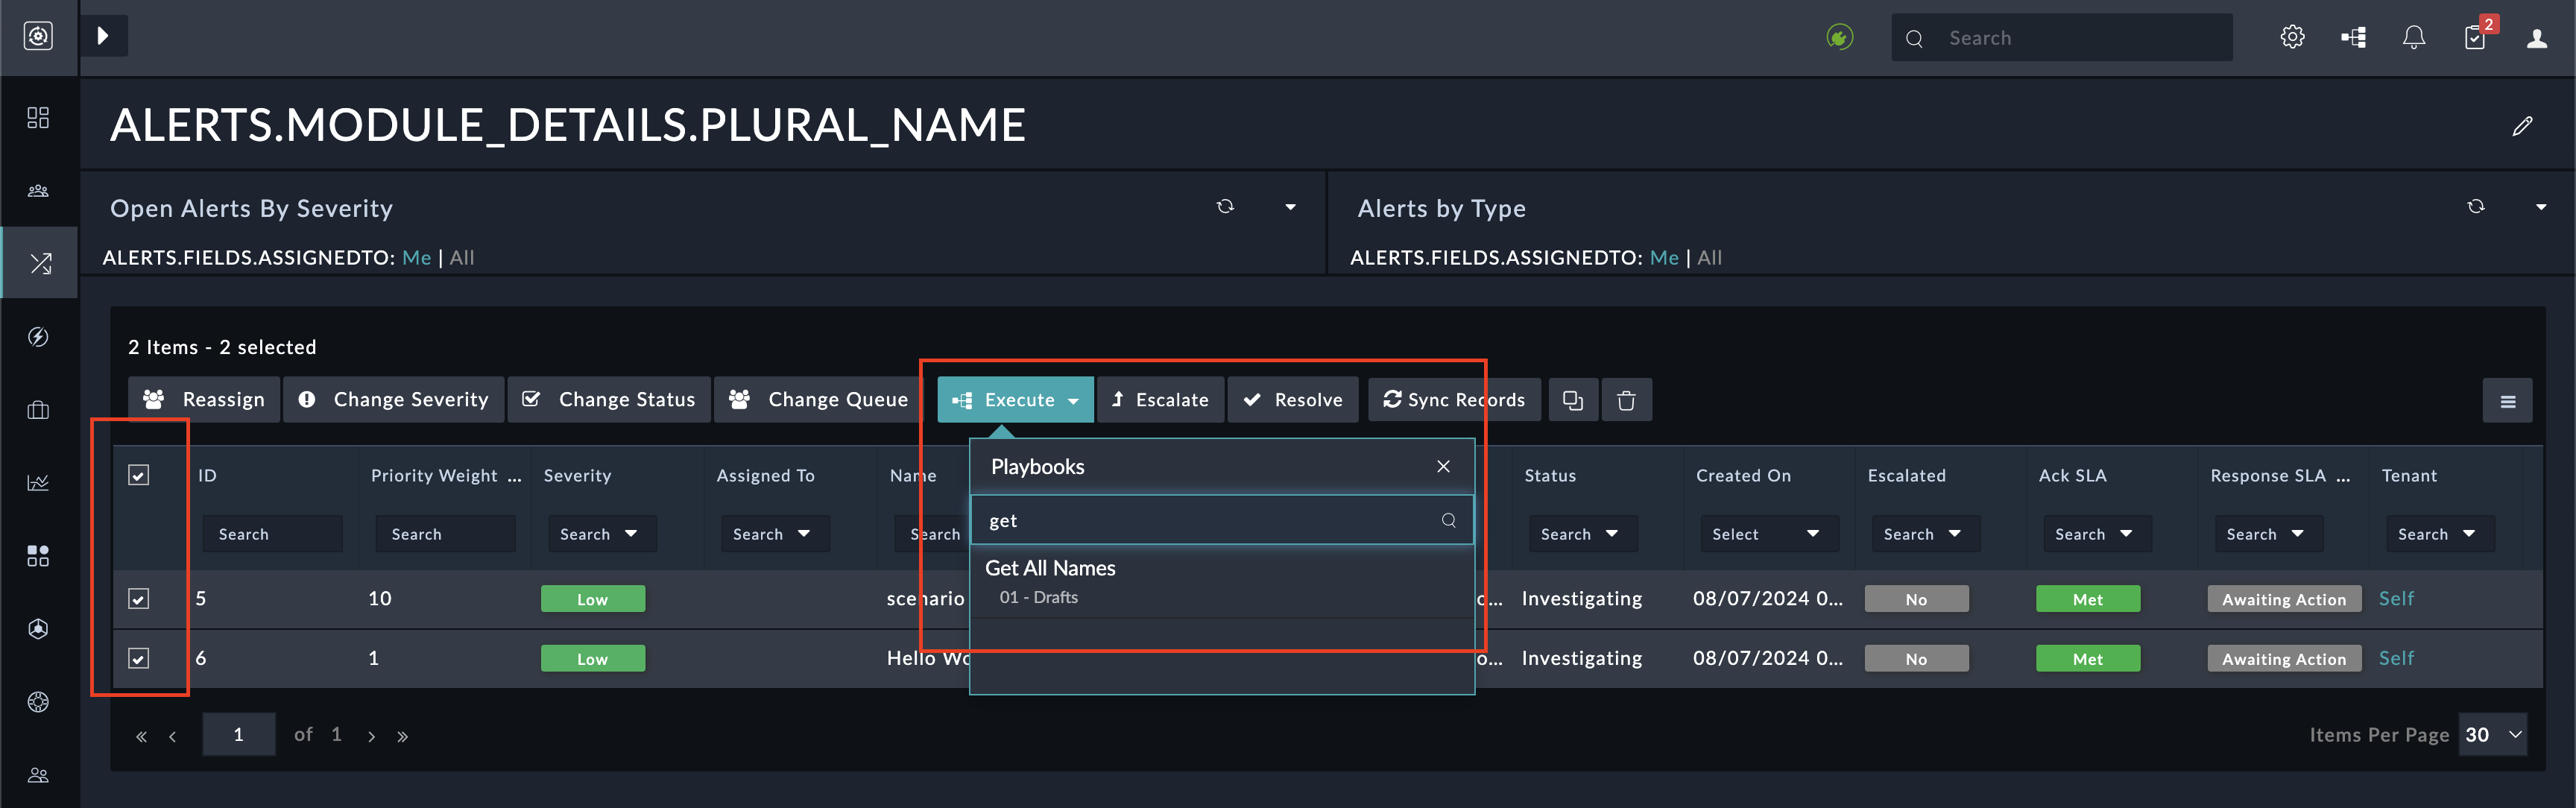 Search
2
ALERTS.MODULE_DETAILS.PLURAL_NAME
Open Alerts By Severity
ALERTS.FIELDS.ASSIGNEDTO: Me | All
Alerts by Type
ALERTS.FIELDS.ASSIGNEDTO: Me | All
2 Items - 2 selected
Reassign Change Severity Change Status Change Queue Execute Escalate Resolve Sync Records
Playbooks
get
Get All Names
01 - Drafts
ID Priority Weight ... Severity Assigned To Name Status Created On Escalated Ack SLA Response SLA ... Tenant
Search Search Search Search Search Search Select Search Search Search Search
5 10 Low scenario o... Investigating 08/07/2024 0... No Met Awaiting Action Self
6 1 Low Hello Wo o... Investigating 08/07/2024 0... No Met Awaiting Action Self
« ‹ 1 of 1 › »
Items Per Page 30